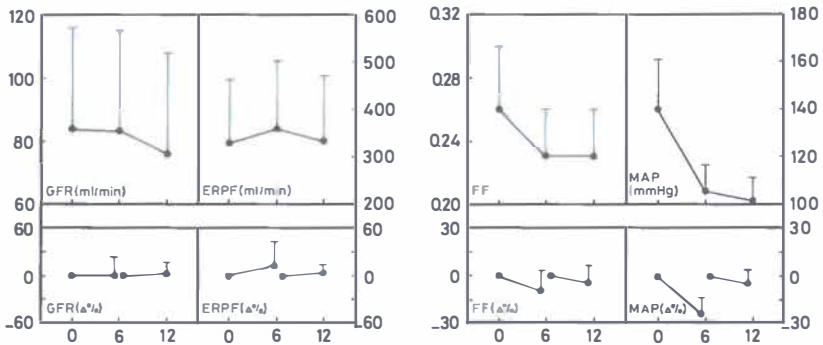 120
100
80
60
GFR(ml/min)
ERPF(ml/min)
600
500
400
300
200
60
0
-60
GFR(Δ%)
ERPF(Δ%)
60
0
-60
0 6 12 0 6 12
0.32
0.28
0.24
0.20
FF
MAP
(mmHg)
180
160
140
120
100
30
0
-30
FF(Δ%)
MAP(Δ%)
30
0
-30
0 6 12 0 6 12